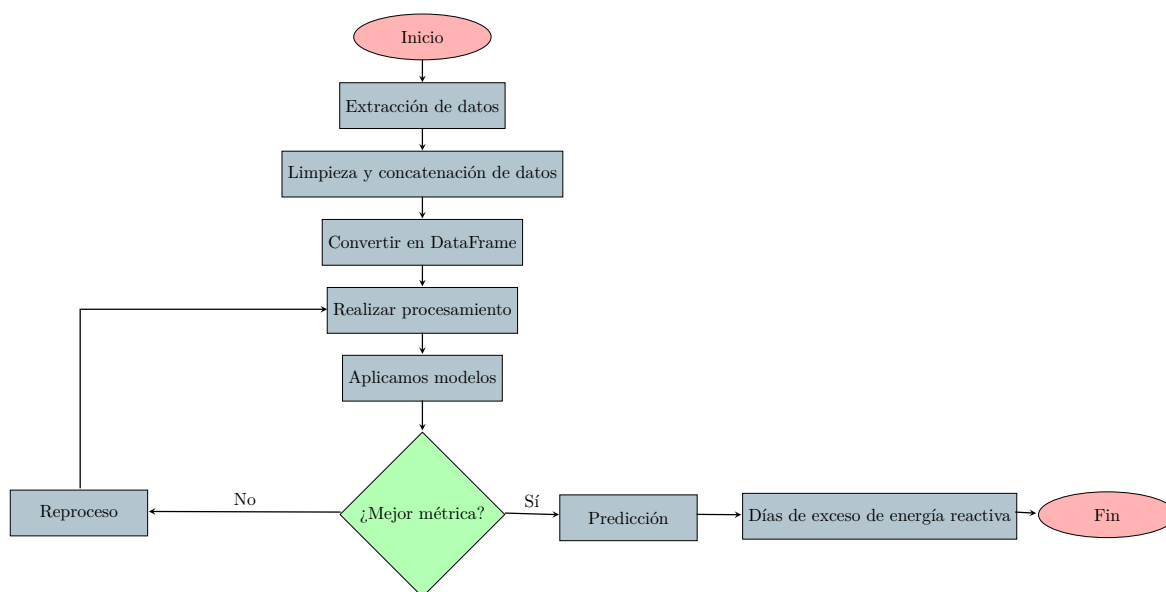 Inicio
Extracción de datos
Limpieza y concatenación de datos
Convertir en DataFrame
Realizar procesamiento
Aplicamos modelos
¿Mejor métrica?
No
Reproceso
Sí
Predicción
Días de exceso de energía reactiva
Fin